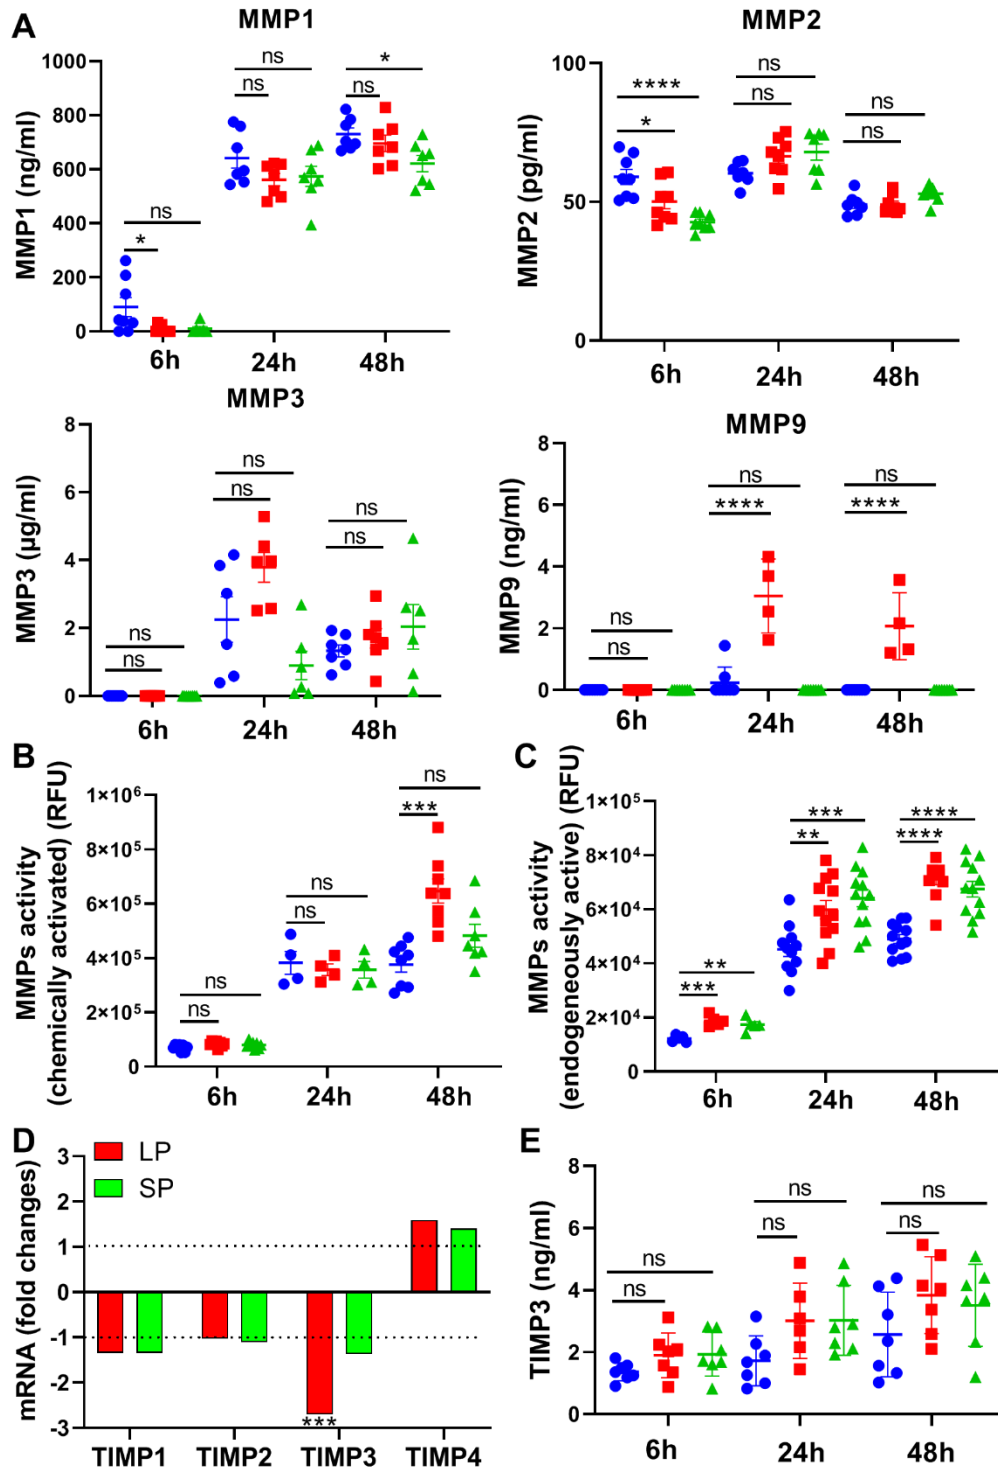 A
MMP1
MMP1 (ng/ml)
1000
800
600
400
200
0
ns
*
ns
ns
ns
*
6h
24h
48h
MMP2
MMP2 (pg/ml)
100
50
0
****
*
ns
ns
ns
ns
6h
24h
48h
MMP3
MMP3 (µg/ml)
8
6
4
2
0
ns
ns
ns
ns
ns
ns
6h
24h
48h
MMP9
MMP9 (ng/ml)
8
6
4
2
0
ns
ns
ns
****
ns
****
6h
24h
48h
B
MMPs activity
(chemically activated) (RFU)
1×10⁶
8×10⁵
6×10⁵
4×10⁵
2×10⁵
0
ns
ns
ns
ns
ns
***
6h
24h
48h
C
MMPs activity
(endogeneously active) (RFU)
1×10⁵
8×10⁴
6×10⁴
4×10⁴
2×10⁴
0
**
***
***
**
****
****
6h
24h
48h
D
mRNA (fold changes)
3
2
1
0
-1
-2
-3
LP
SP
***
TIMP1
TIMP2
TIMP3
TIMP4
E
TIMP3 (ng/ml)
8
6
4
2
0
ns
ns
ns
ns
ns
ns
6h
24h
48h